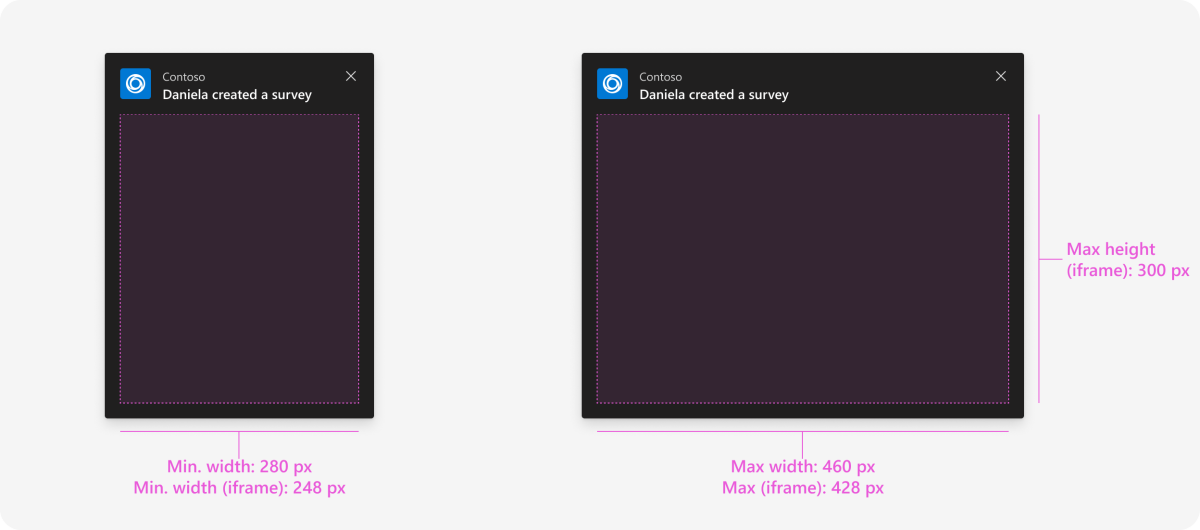 Contoso
Daniela created a survey
Contoso
Daniela created a survey
Max height
(iframe): 300 px
Min. width: 280 px
Min. width (iframe): 248 px
Max width: 460 px
Max (iframe): 428 px